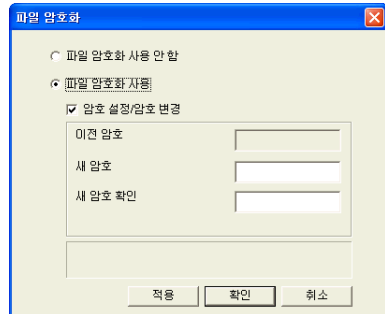 파일 암호화
파일 암호화 사용 안 함
파일 암호화 사용
암호 설정/암호 변경
이전 암호
새 암호
새 암호 확인
적용 확인 취소